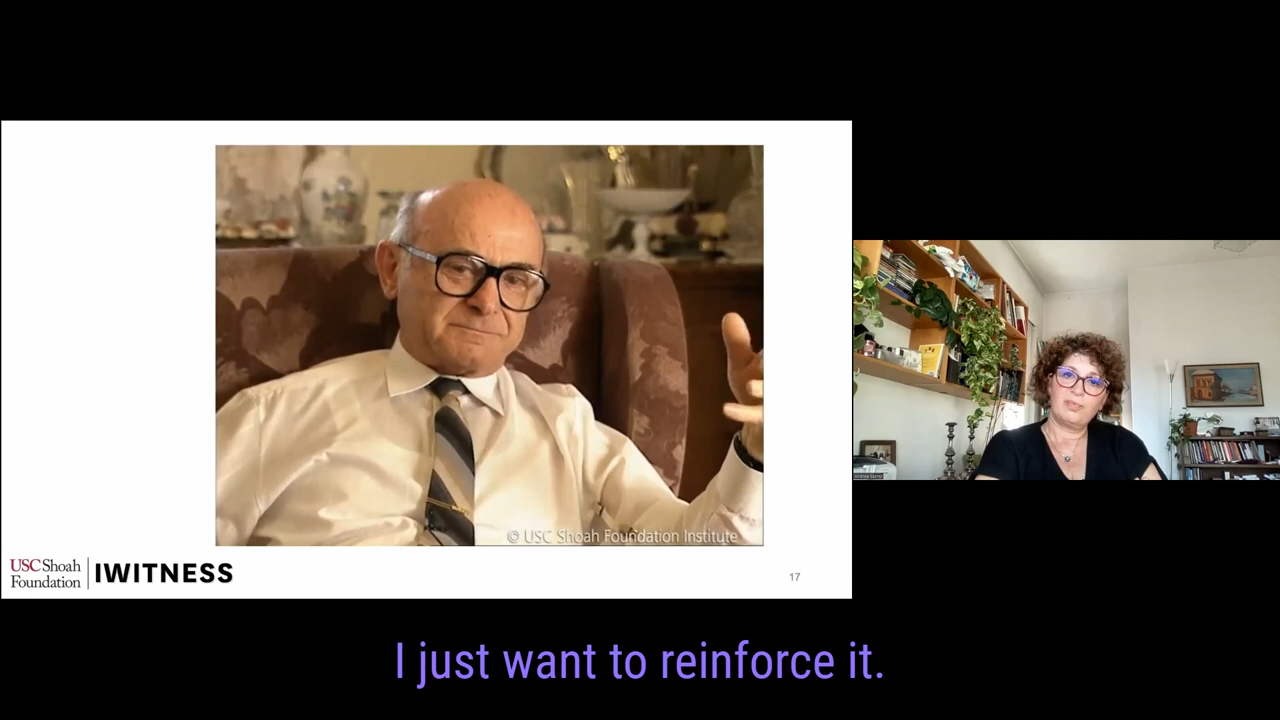 © USC Shoah Foundation Institute
USC Shoah
Foundation
IWITNESS
17
I just want to reinforce it.